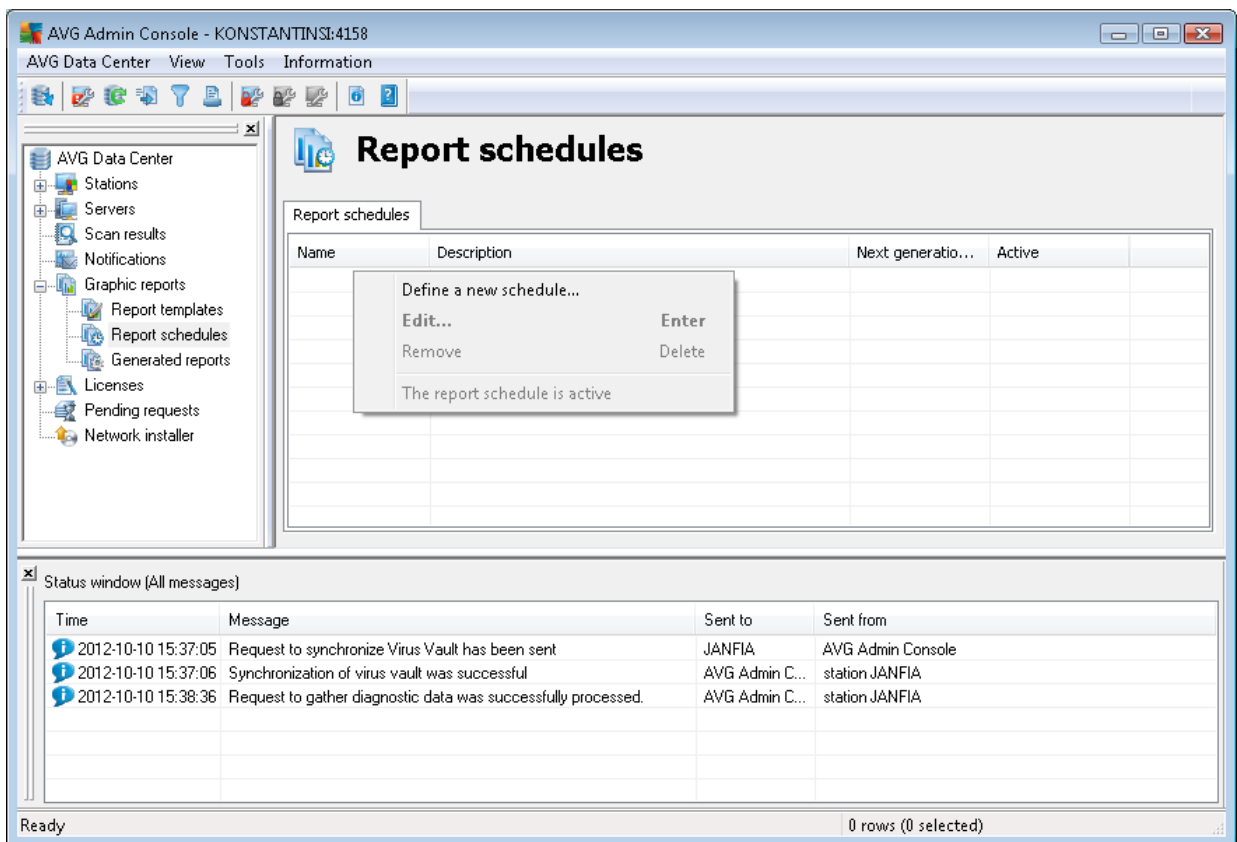 AVG Admin Console - KONSTANTINSI:4158
AVG Data Center View Tools Information
AVG Data Center
Stations
Servers
Scan results
Notifications
Graphic reports
Report templates
Report schedules
Generated reports
Licenses
Pending requests
Network installer
Report schedules
Report schedules
Name Description Next generatio... Active
Define a new schedule...
Edit... Enter
Remove Delete
The report schedule is active
Status window (All messages)
Time Message Sent to Sent from
2012-10-10 15:37:05 Request to synchronize Virus Vault has been sent JANFIA AVG Admin Console
2012-10-10 15:37:06 Synchronization of virus vault was successful AVG Admin C... station JANFIA
2012-10-10 15:38:36 Request to gather diagnostic data was successfully processed. AVG Admin C... station JANFIA
Ready 0 rows (0 selected)